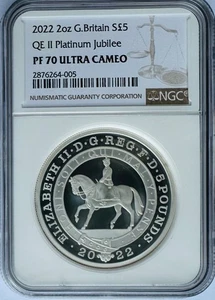 2022 2oz G.Britain S$5
QE II Platinum Jubilee
PF 70 ULTRA CAMEO
2876264-005
NUMISMATIC GUARANTY CORPORATION
NGC
ELIZABETH II · D · G · REG · F · D · 5 POUNDS
· 2022 ·